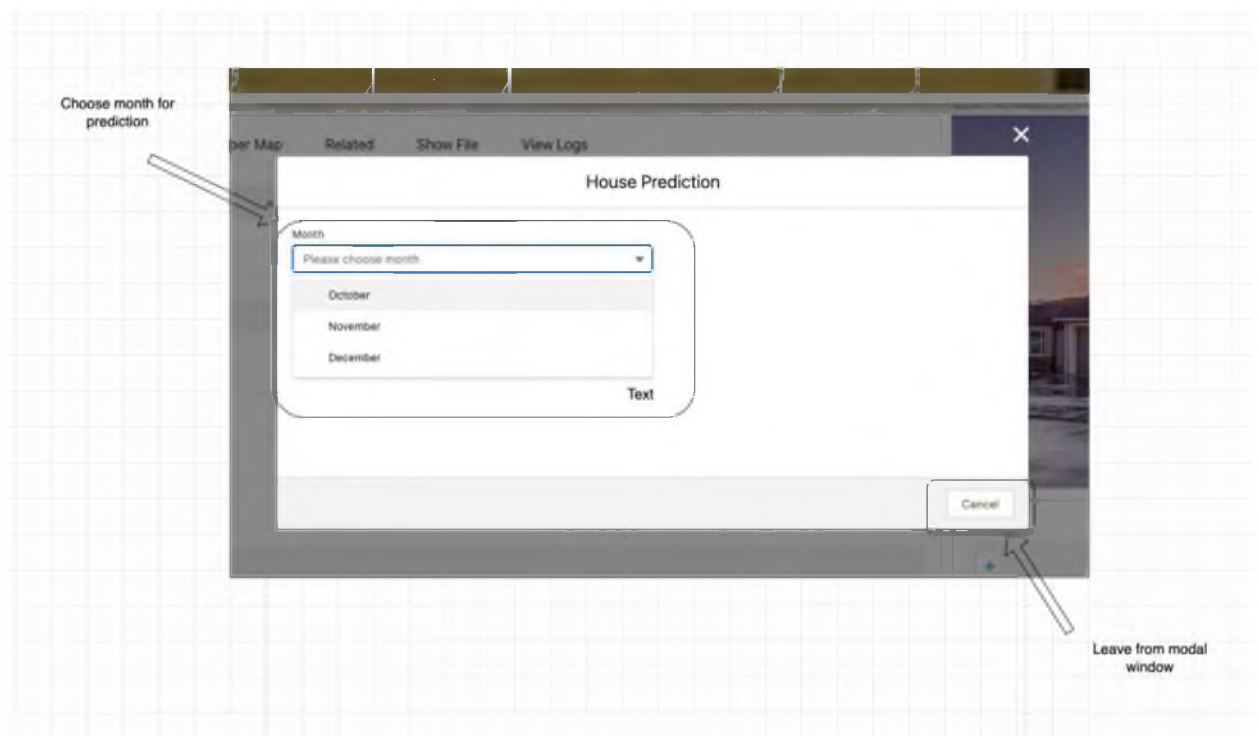 Choose month for
prediction
per Map Related Show File View Logs
House Prediction
Month
Please choose month
October
November
December
Text
Cancel
Leave from modal
window